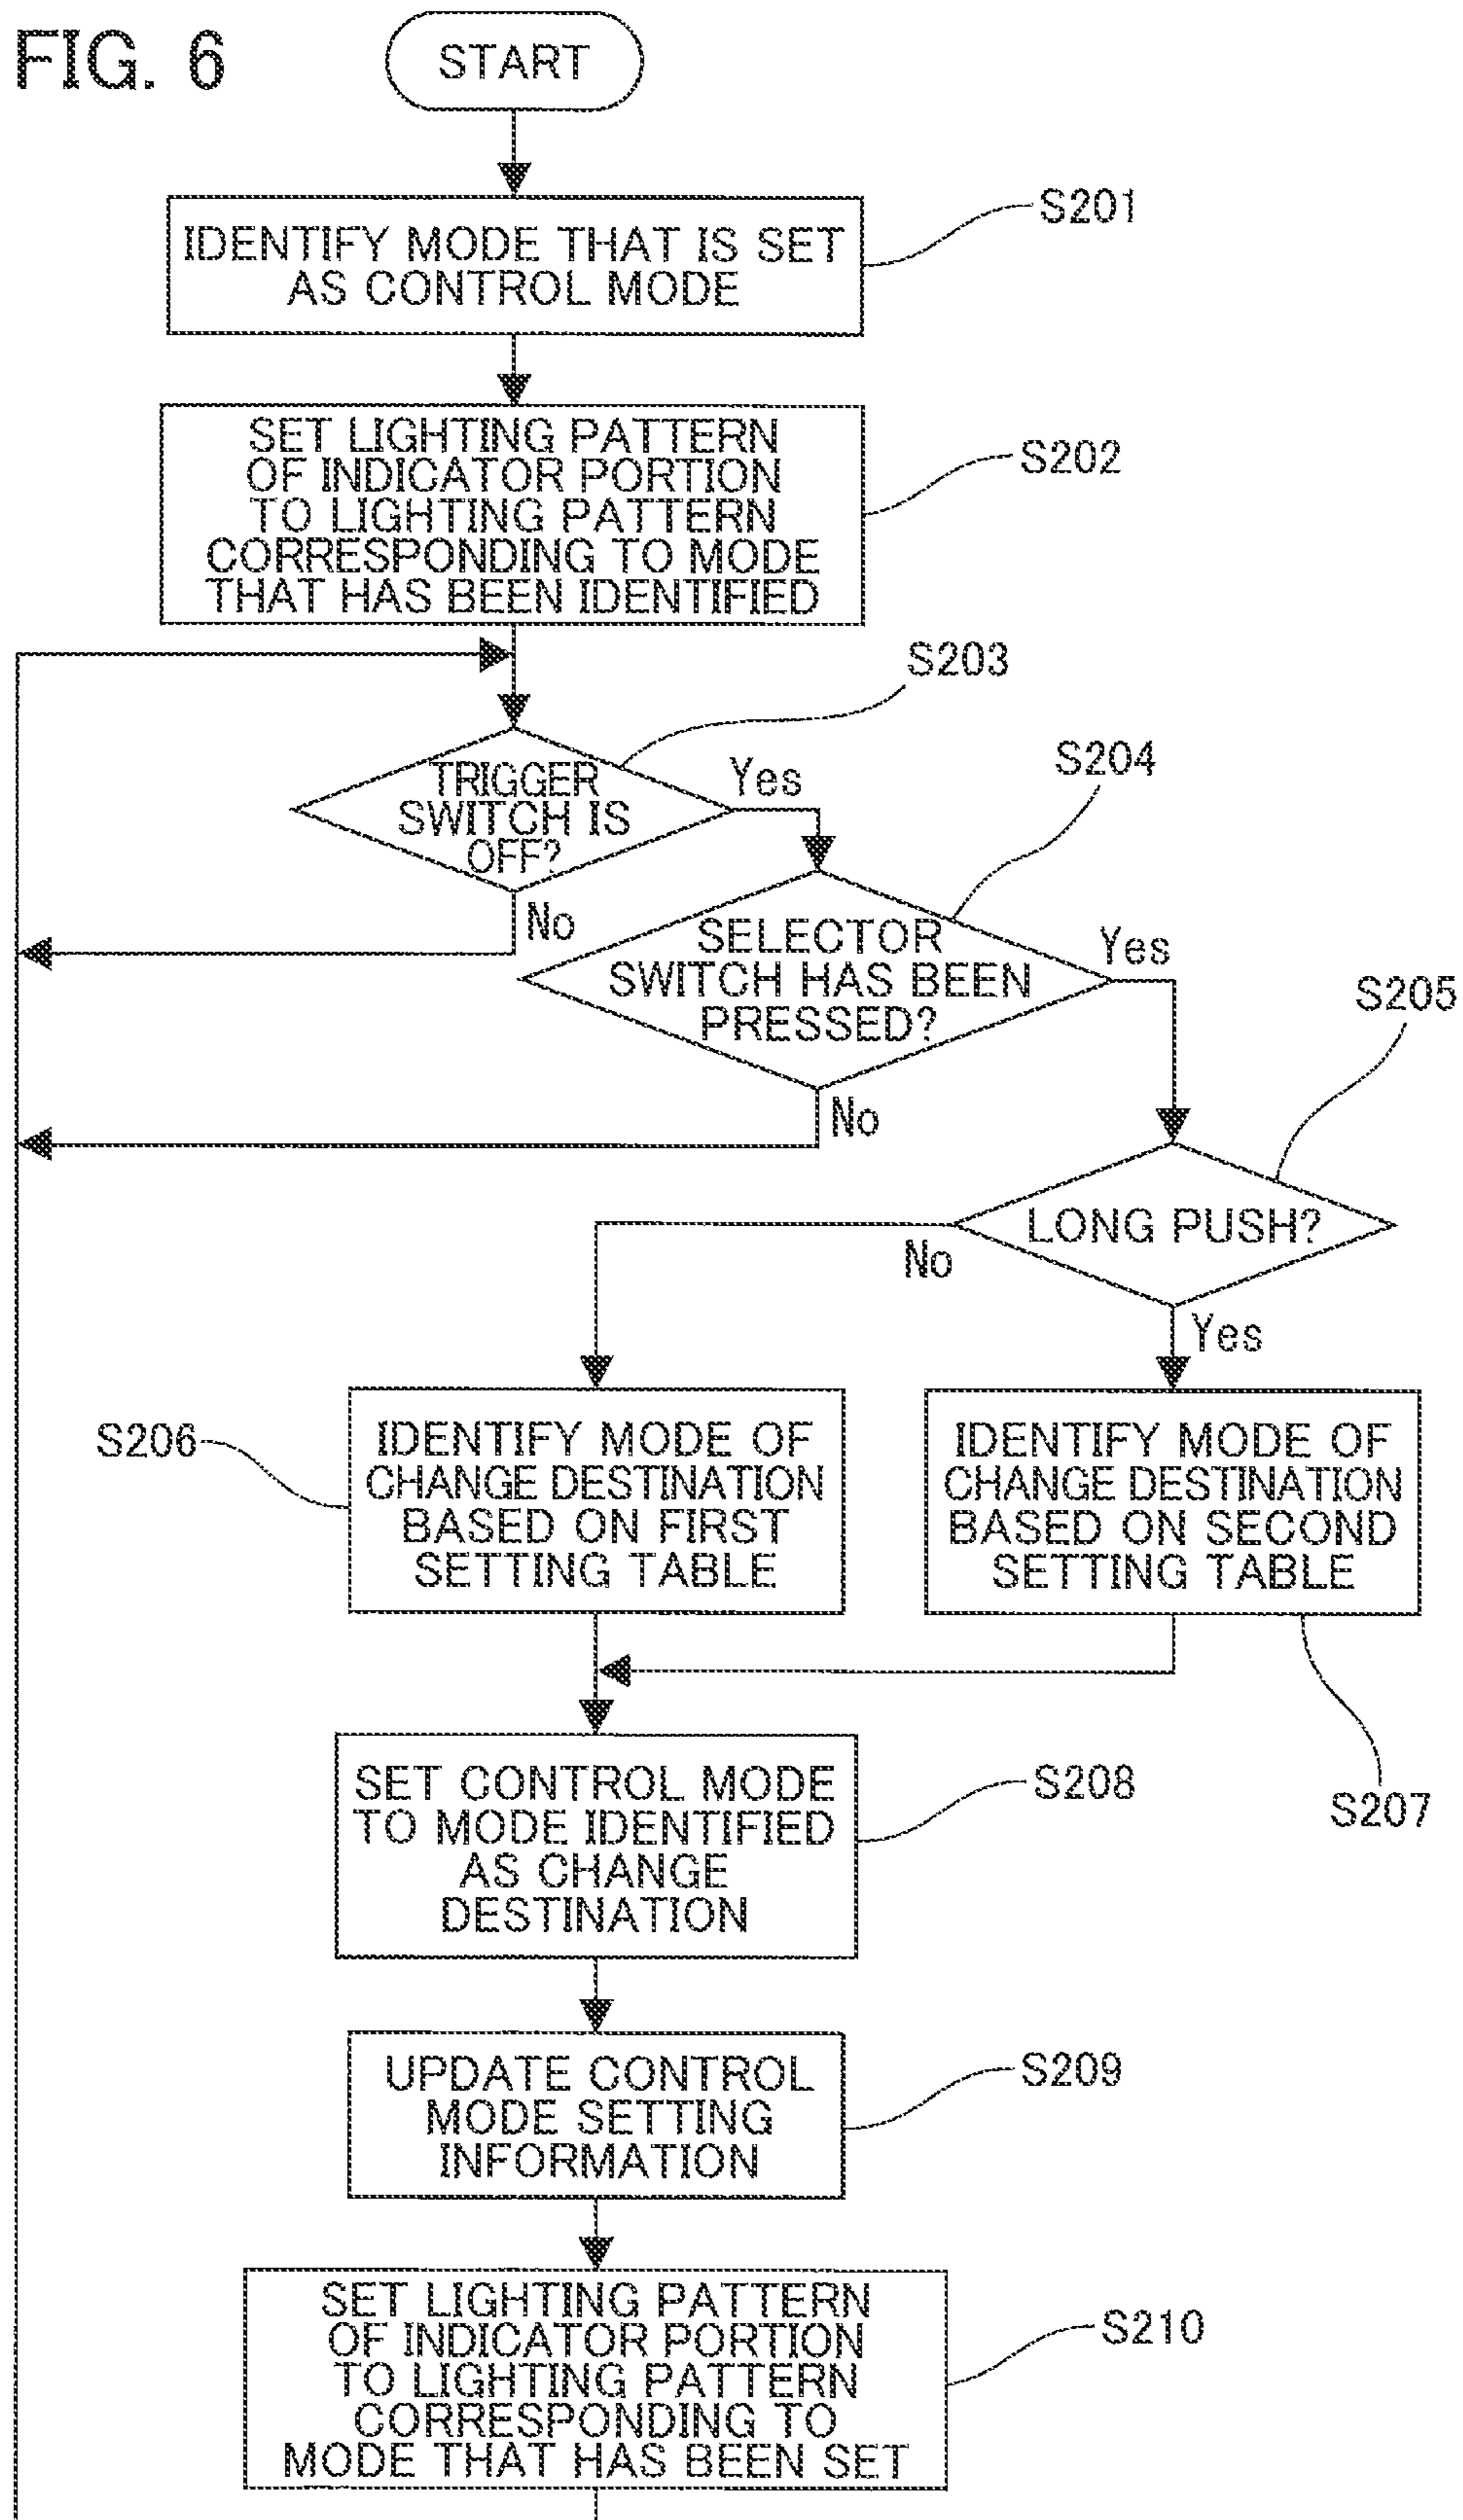 FIG. 6
START
S201
IDENTIFY MODE THAT IS SET
AS CONTROL MODE
SET LIGHTING PATTERN
OF INDICATOR PORTION
TO LIGHTING PATTERN
CORRESPONDING TO MODE
THAT HAS BEEN IDENTIFIED
S202
S203
TRIGGER
SWITCH IS
OFF?
Yes
No
S204
SELECTOR
SWITCH HAS BEEN
PRESSED?
Yes
No
S205
LONG PUSH?
No
Yes
S206
IDENTIFY MODE OF
CHANGE DESTINATION
BASED ON FIRST
SETTING TABLE
IDENTIFY MODE OF
CHANGE DESTINATION
BASED ON SECOND
SETTING TABLE
S207
SET CONTROL MODE
TO MODE IDENTIFIED
AS CHANGE
DESTINATION
S208
UPDATE CONTROL
MODE SETTING
INFORMATION
S209
SET LIGHTING PATTERN
OF INDICATOR PORTION
TO LIGHTING PATTERN
CORRESPONDING TO
MODE THAT HAS BEEN SET
S210